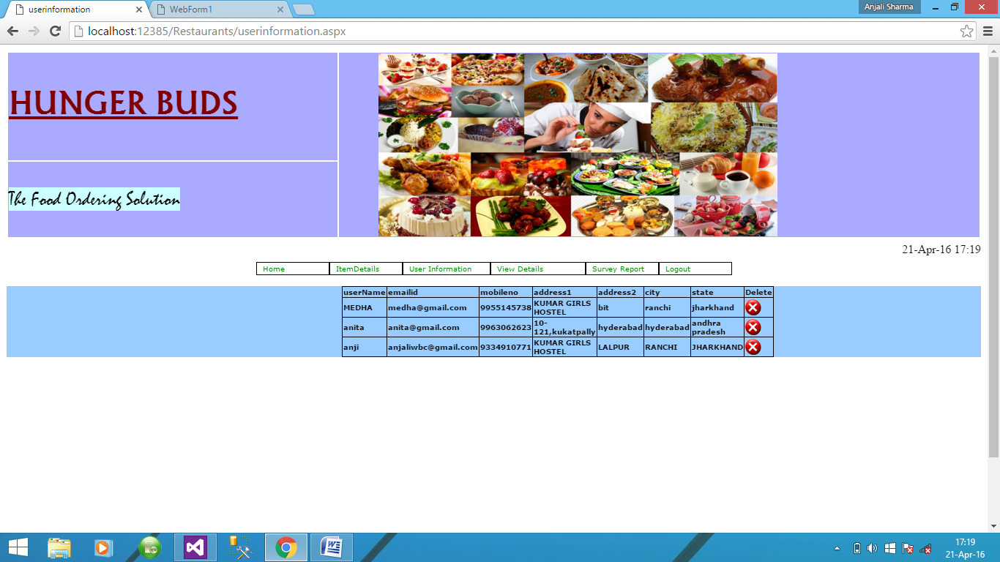 userinformation
WebForm1
Anjali Sharma
localhost:12385/Restaurants/userinformation.aspx
HUNGER BUDS
The Food Ordering Solution
21-Apr-16 17:19
Home ItemDetails User Information View Details Survey Report Logout
userName emailid mobileno address1 address2 city state Delete
MEDHA medha@gmail.com 9955145738 KUMAR GIRLS HOSTEL bit ranchi jharkhand
anita anita@gmail.com 9963062623 10-121,kukatpally hyderabad hyderabad andhra pradesh
anji anjaliwbc@gmail.com 9334910771 KUMAR GIRLS HOSTEL LALPUR RANCHI JHARKHAND
17:19
21-Apr-16